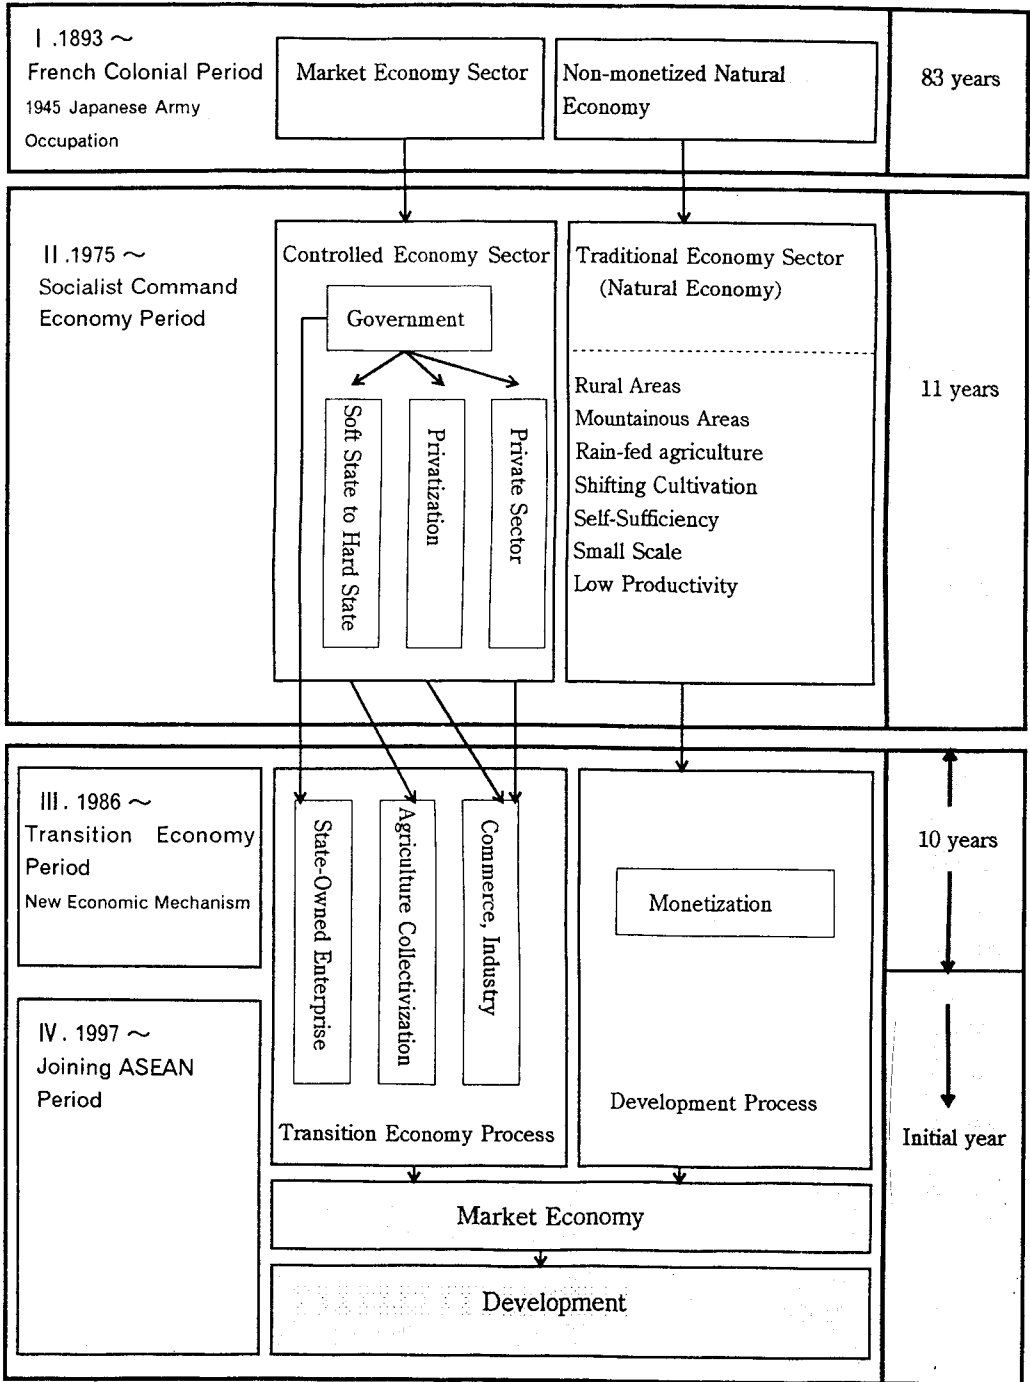 I .1893 ～
French Colonial Period
1945 Japanese Army
Occupation
Market Economy Sector
Non-monetized Natural
Economy
83 years
II .1975 ～
Socialist Command
Economy Period
Controlled Economy Sector
Government
Soft State to Hard State
Privatization
Private Sector
Traditional Economy Sector
(Natural Economy)
Rural Areas
Mountainous Areas
Rain-fed agriculture
Shifting Cultivation
Self-Sufficiency
Small Scale
Low Productivity
11 years
III . 1986 ～
Transition Economy
Period
New Economic Mechanism
State-Owned Enterprise
Agriculture Collectivization
Commerce, Industry
Transition Economy Process
Monetization
Development Process
10 years
IV . 1997 ～
Joining ASEAN
Period
Initial year
Market Economy
Development